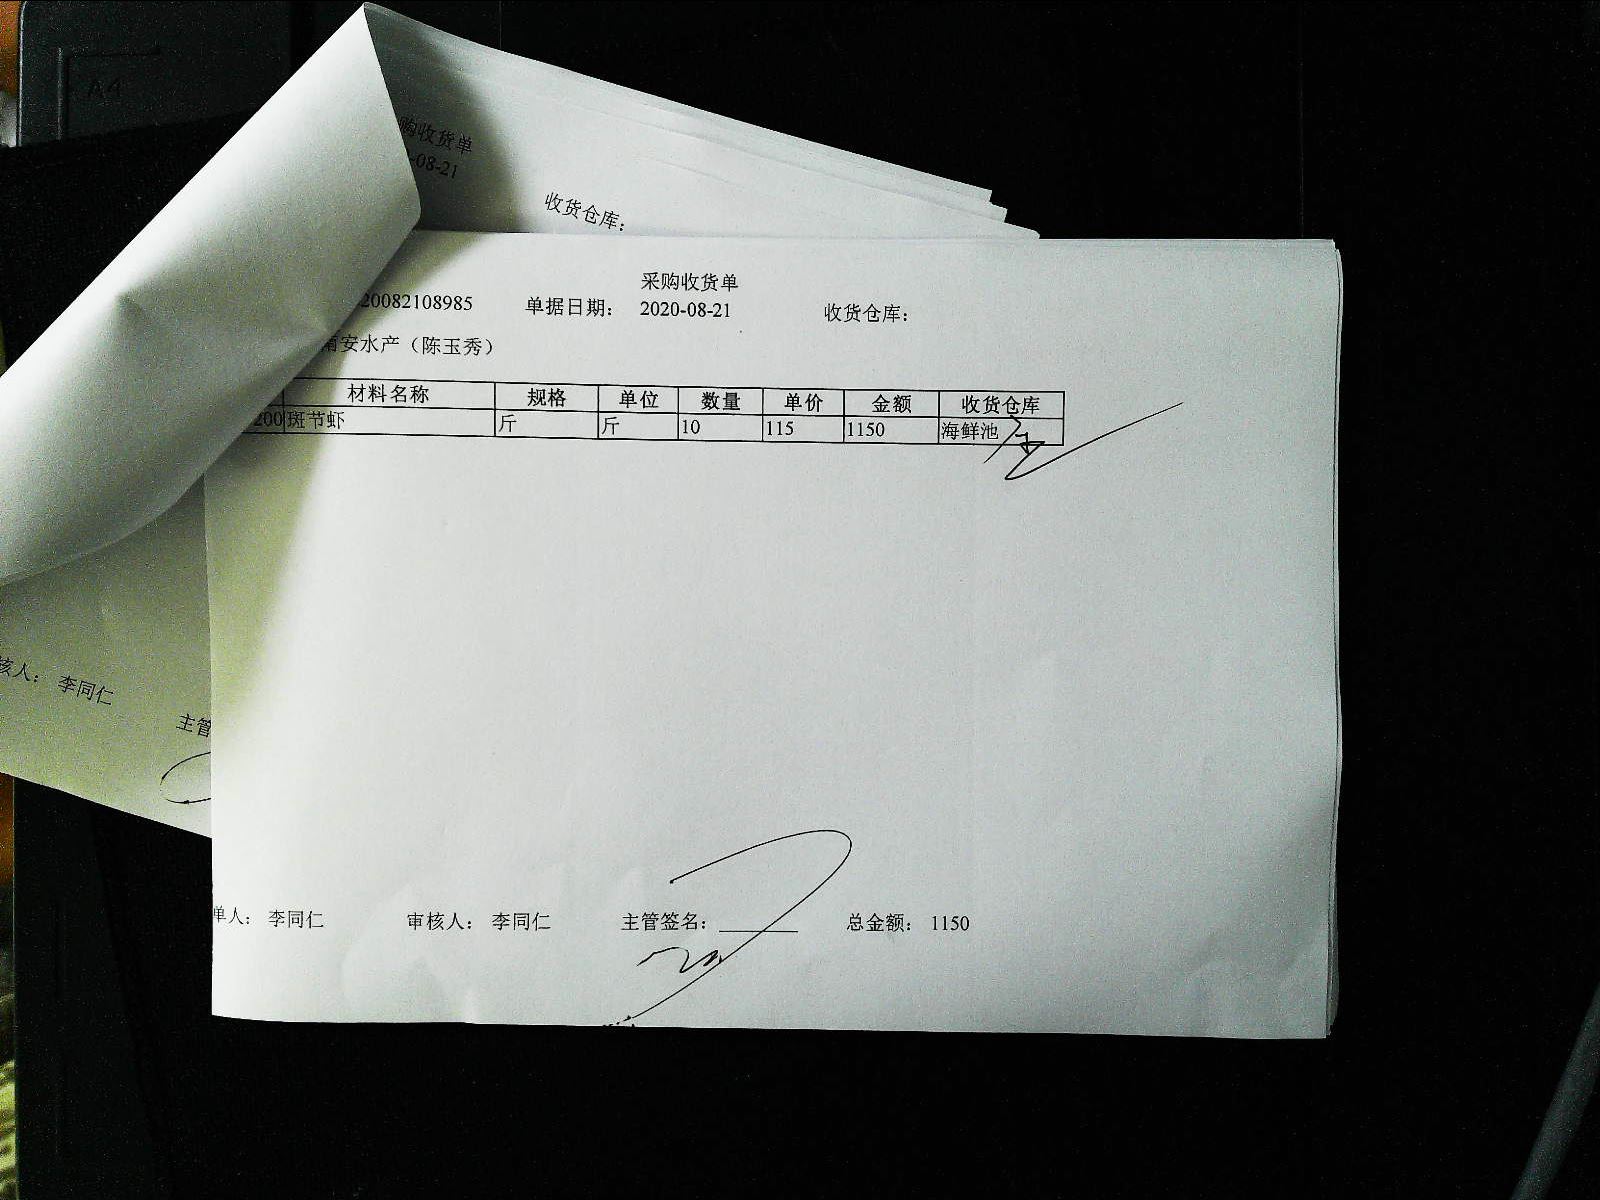 A4
购收货单
-08-21
收货仓库：
采购收货单
20082108985 单据日期： 2020-08-21 收货仓库：
南安水产（陈玉秀）
材料名称 规格 单位 数量 单价 金额 收货仓库
200 斑节虾 斤 斤 10 115 1150 海鲜池
核人： 李同仁
主管
单人： 李同仁 审核人： 李同仁 主管签名： 总金额： 1150